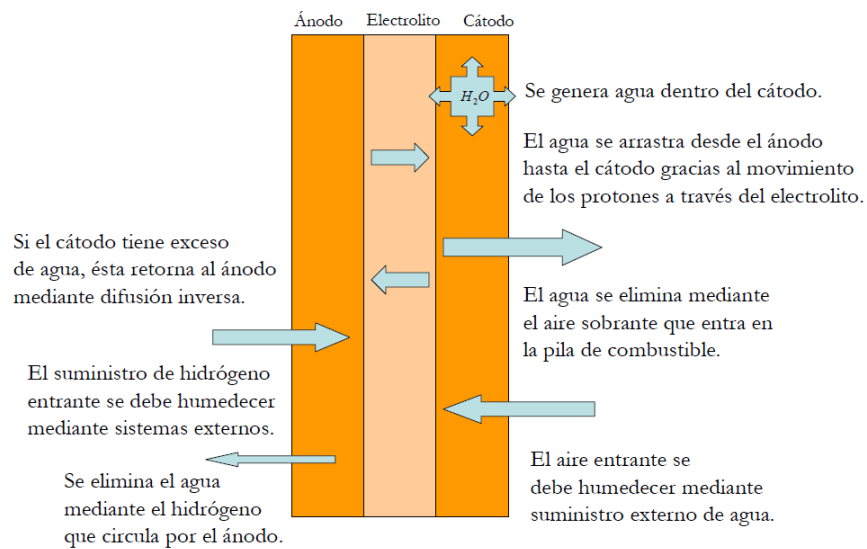 Ánodo Electrolito Cátodo
H₂O
Se genera agua dentro del cátodo.
El agua se arrastra desde el ánodo
hasta el cátodo gracias al movimiento
de los protones a través del electrolito.
Si el cátodo tiene exceso
de agua, ésta retorna al ánodo
mediante difusión inversa.
El agua se elimina mediante
el aire sobrante que entra en
la pila de combustible.
El suministro de hidrógeno
entrante se debe humedecer
mediante sistemas externos.
El aire entrante se
debe humedecer mediante
suministro externo de agua.
Se elimina el agua
mediante el hidrógeno
que circula por el ánodo.